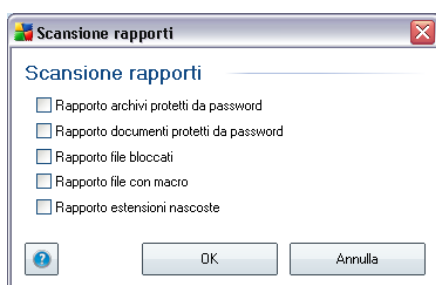 Scansione rapporti
Scansione rapporti
Rapporto archivi protetti da password
Rapporto documenti protetti da password
Rapporto file bloccati
Rapporto file con macro
Rapporto estensioni nascoste
? OK Annulla